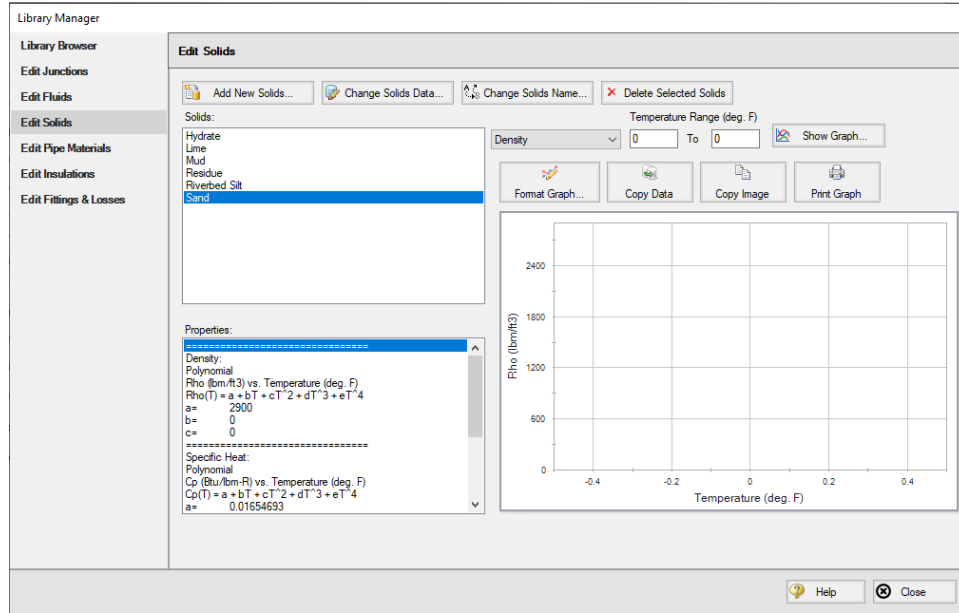 Library Manager
Library Browser
Edit Junctions
Edit Fluids
Edit Solids
Edit Pipe Materials
Edit Insulations
Edit Fittings & Losses
Edit Solids
Add New Solids...
Change Solids Data...
Change Solids Name...
Delete Selected Solids
Solids:
Hydrate
Lime
Mud
Residue
Riverbed Silt
Sand
Temperature Range (deg. F)
Density
0 To 0
Show Graph...
Format Graph...
Copy Data
Copy Image
Print Graph
Properties:
================================
Density:
Polynomial
Rho (lbm/ft3) vs. Temperature (deg. F)
Rho(T) = a + bT + cT^2 + dT^3 + eT^4
a= 2900
b= 0
c= 0
================================
Specific Heat:
Polynomial
Cp (Btu/lbm-R) vs. Temperature (deg. F)
Cp(T) = a + bT + cT^2 + dT^3 + eT^4
a= 0.01654693
Rho (lbm/ft3)
2400
1800
1200
600
0
-0.4 -0.2 0 0.2 0.4
Temperature (deg. F)
Help
Close